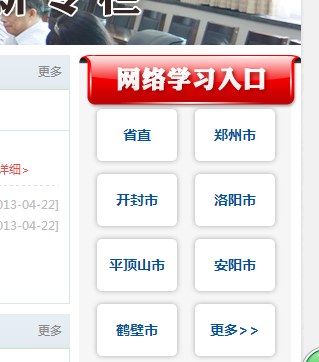 专栏
更多
网络学习入口
省直
郑州市
详细>
开封市
洛阳市
013-04-22]
013-04-22]
平顶山市
安阳市
更多
鹤壁市
更多>>